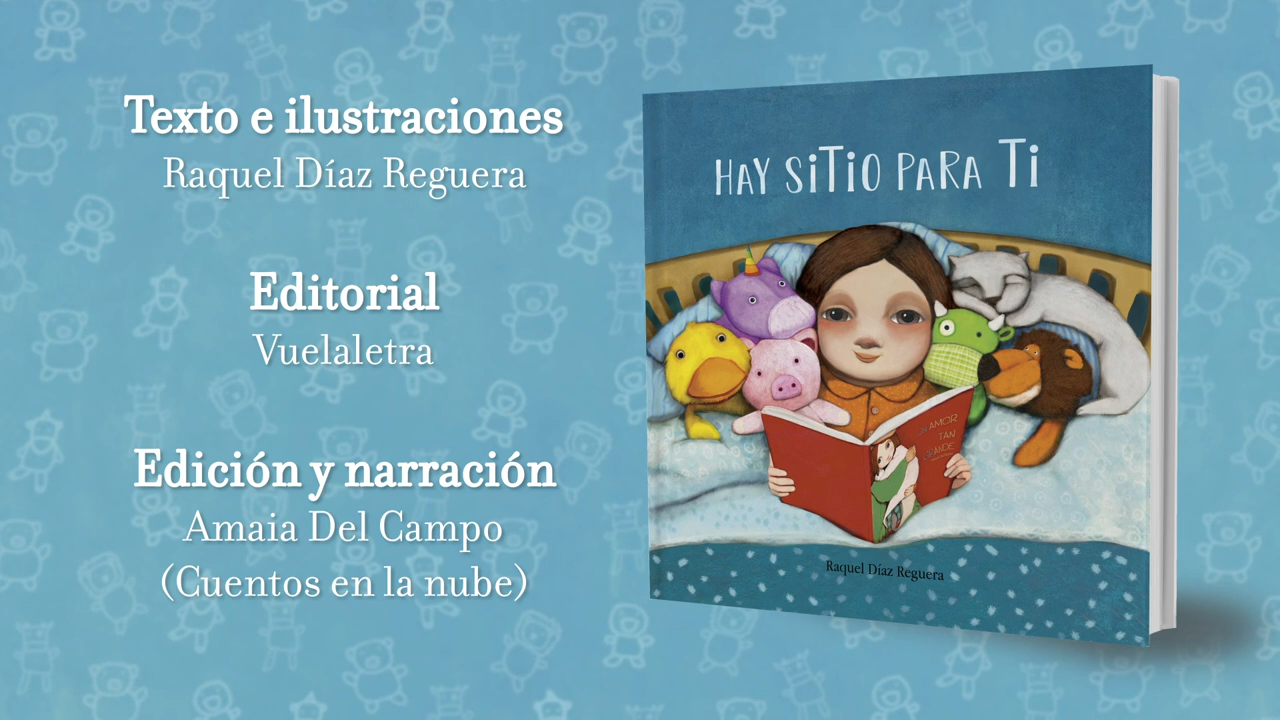 Texto e ilustraciones
Raquel Díaz Reguera
Editorial
Vuelaletra
Edición y narración
Amaia Del Campo
(Cuentos en la nube)
HAY SiTiO PARA Ti
AMOR
TAN
GRANDE
Raquel Díaz Reguera